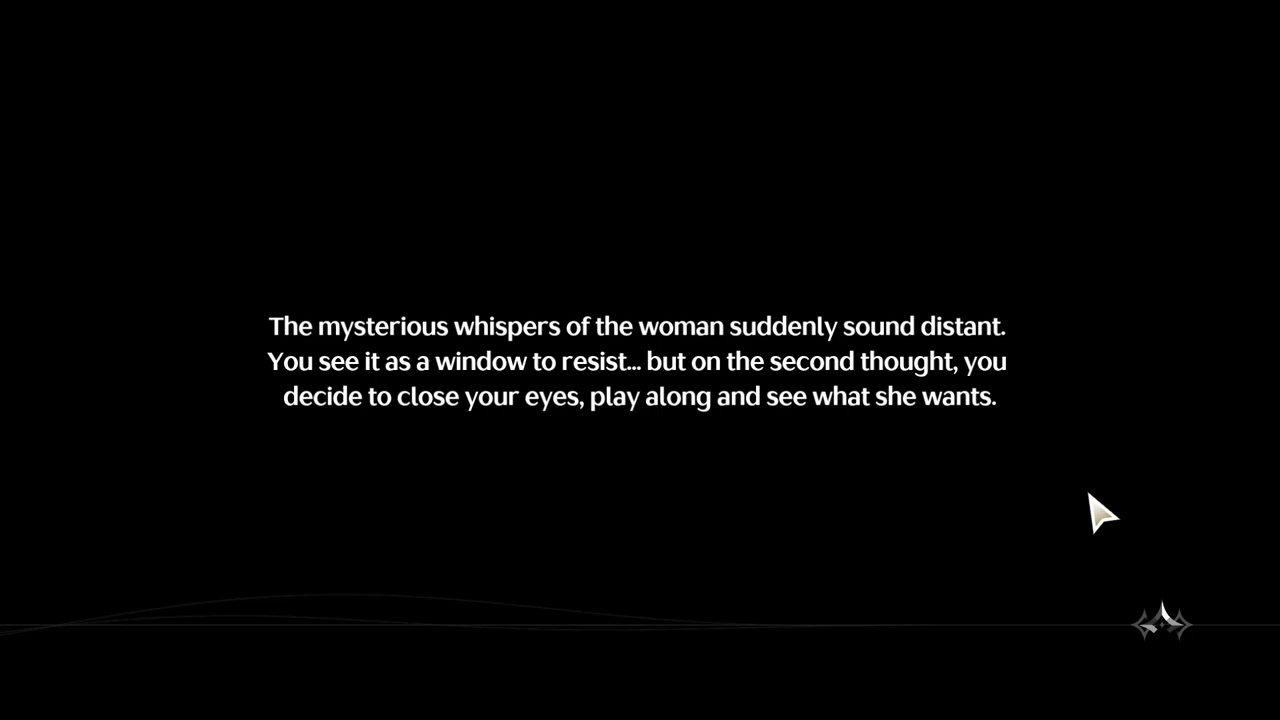 The mysterious whispers of the woman suddenly sound distant.
You see it as a window to resist... but on the second thought, you
decide to close your eyes, play along and see what she wants.